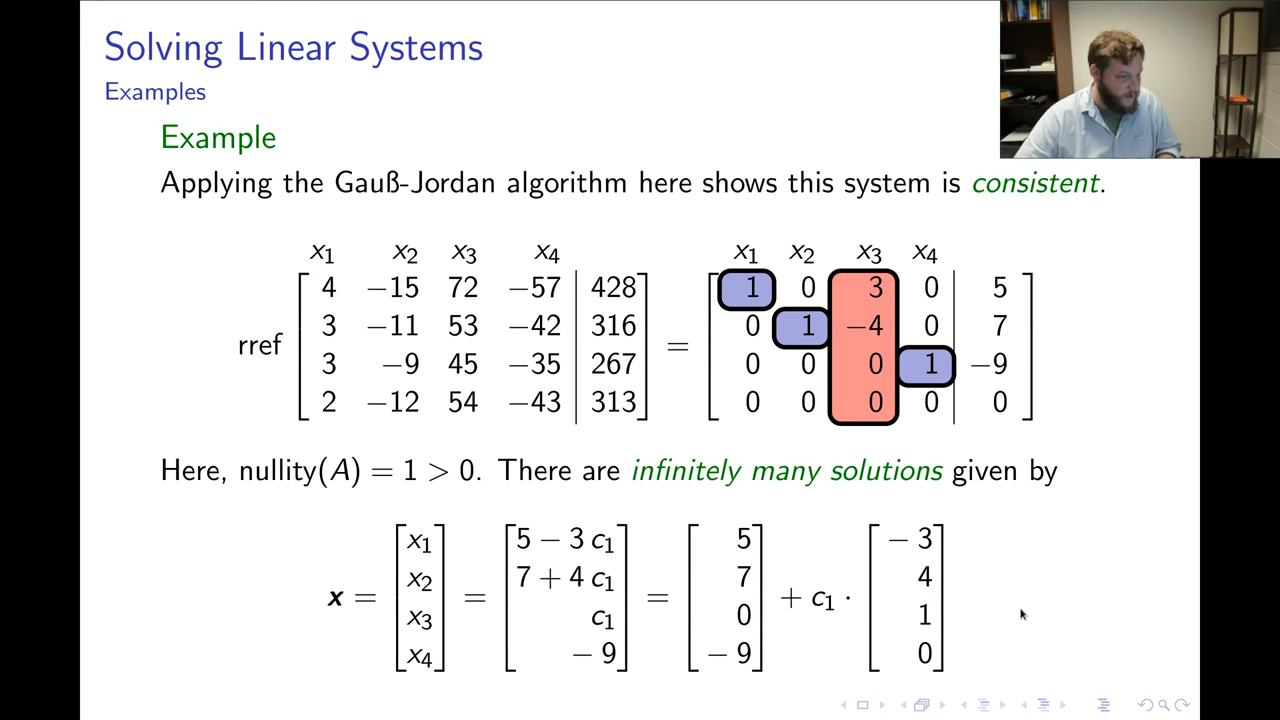 Solving Linear Systems
Examples
Example
Applying the Gauß-Jordan algorithm here shows this system is consistent.
x₁ x₂ x₃ x₄ x₁ x₂ x₃ x₄
4 −15 72 −57 428 1 0 3 0 5
3 −11 53 −42 316 0 1 −4 0 7
rref =
3 −9 45 −35 267 0 0 0 1 −9
2 −12 54 −43 313 0 0 0 0 0
Here, nullity(A) = 1 > 0. There are infinitely many solutions given by
x₁ 5 − 3 c₁ 5 − 3
x₂ 7 + 4 c₁ 7 4
x = = = + c₁ ·
x₃ c₁ 0 1
x₄ − 9 − 9 0